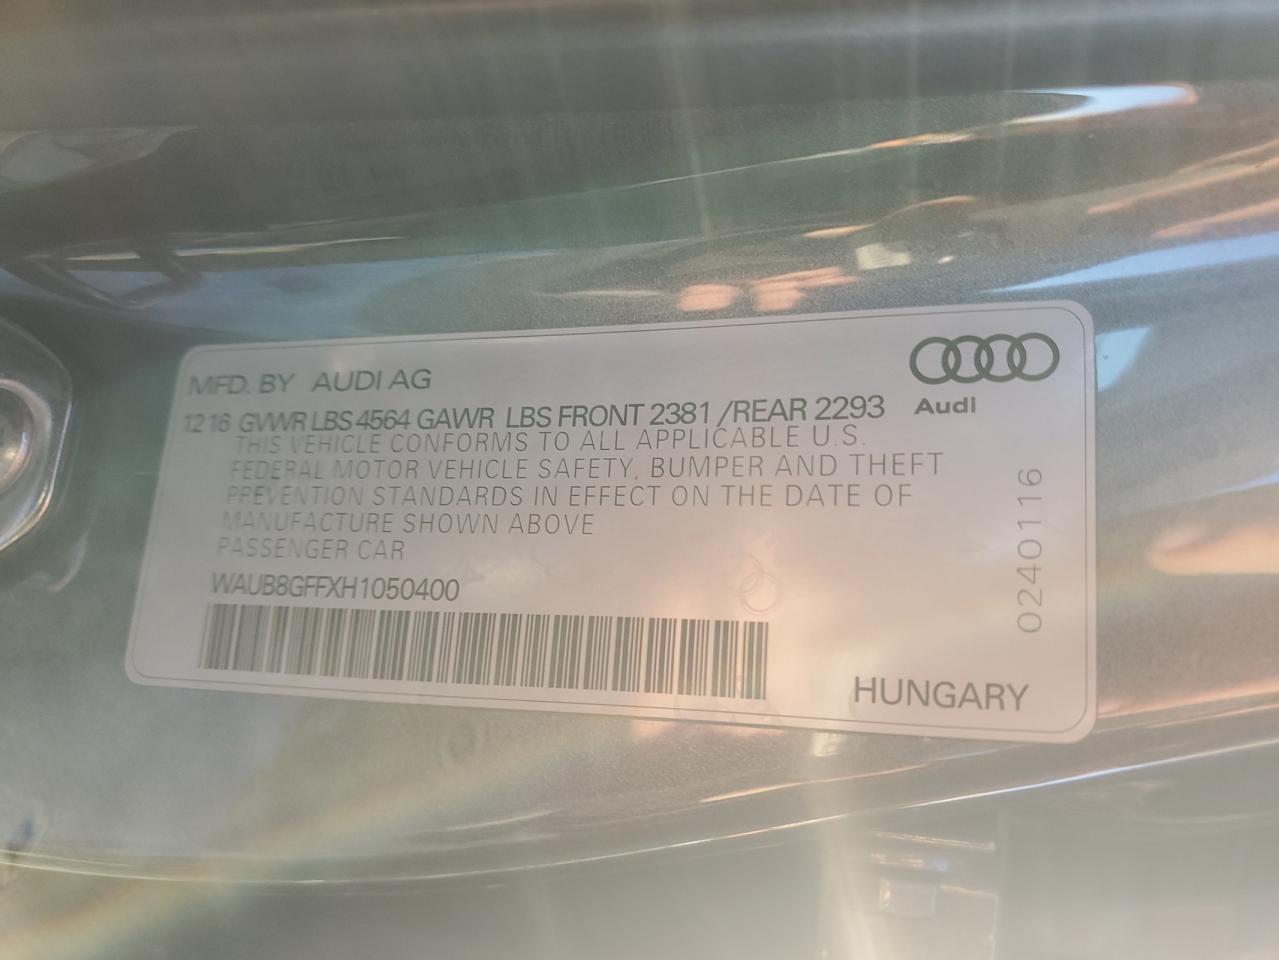 MFD. BY AUDI AG
12 16 GVWR LBS 4564 GAWR LBS FRONT 2381 /REAR 2293
Audi
THIS VEHICLE CONFORMS TO ALL APPLICABLE U.S.
FEDERAL MOTOR VEHICLE SAFETY, BUMPER AND THEFT
PREVENTION STANDARDS IN EFFECT ON THE DATE OF
MANUFACTURE SHOWN ABOVE
PASSENGER CAR
WAUB8GFFXH1050400
0240116
HUNGARY